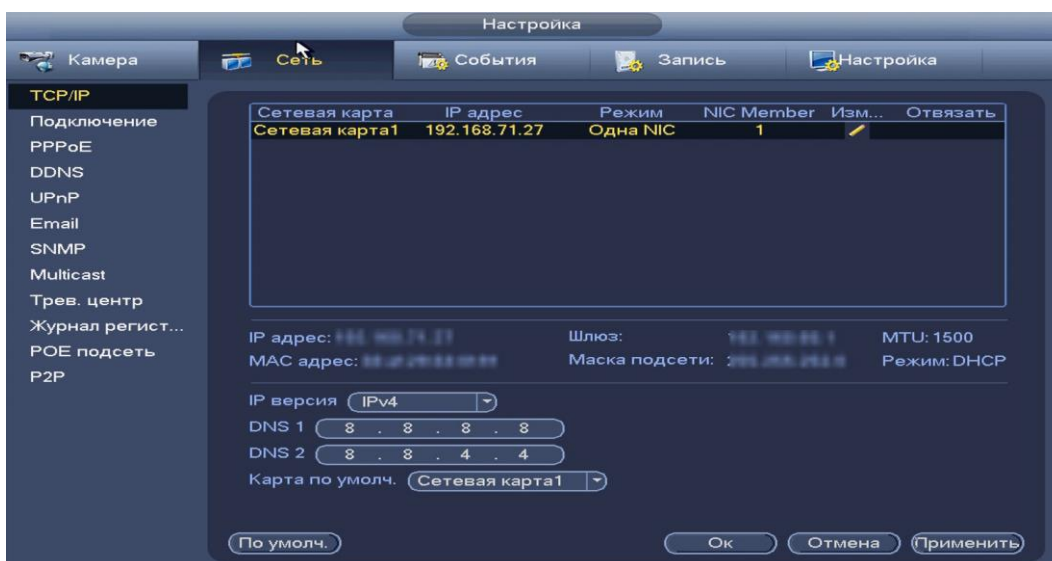 Настройка
Камера
Сеть
События
Запись
Настройка
TCP/IP
Подключение
PPPoE
DDNS
UPnP
Email
SNMP
Multicast
Трев. центр
Журнал регист...
POE подсеть
P2P
Сетевая карта IP адрес Режим NIC Member Изм... Отвязать
Сетевая карта1 192.168.71.27 Одна NIC 1
IP адрес: Шлюз: MTU: 1500
MAC адрес: Маска подсети: Режим: DHCP
IP версия IPv4
DNS 1 8 . 8 . 8 . 8
DNS 2 8 . 8 . 4 . 4
Карта по умолч. Сетевая карта1
По умолч. Ок Отмена Применить